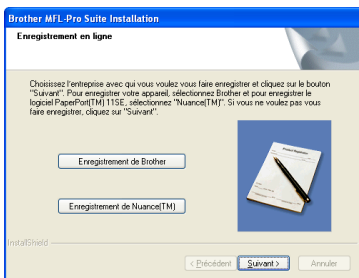 Brother MFL-Pro Suite Installation
Enregistrement en ligne
Choisissez l'entreprise avec qui vous voulez vous faire enregistrer et cliquez sur le bouton
"Suivant". Pour enregistrer votre appareil, sélectionnez Brother et pour enregistrer le
logiciel PaperPort(TM) 11SE, sélectionnez "Nuance(TM)". Si vous ne voulez pas vous
faire enregistrer, cliquez sur "Suivant".
Enregistrement de Brother
Enregistrement de Nuance(TM)
InstallShield
< Précédent
Suivant >
Annuler